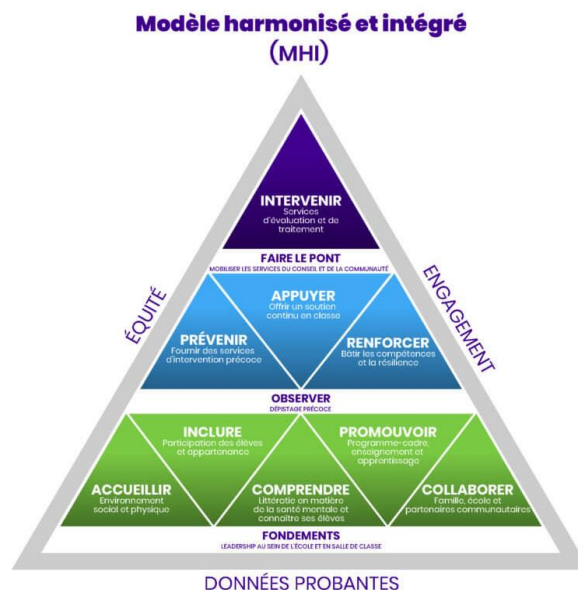 Modèle harmonisé et intégré
(MHI)
INTERVENIR
Services
d'évaluation et de
traitement
FAIRE LE PONT
MOBILISER LES SERVICES DU CONSEIL ET DE LA COMMUNAUTÉ
ÉQUITÉ
ENGAGEMENT
APPUYER
Offrir un soutien
continu en classe
PRÉVENIR
Fournir des services
d'intervention précoce
RENFORCER
Bâtir les compétences
et la résilience
OBSERVER
DÉPISTAGE PRÉCOCE
INCLURE
Participation des élèves
et appartenance
PROMOUVOIR
Programme-cadre,
enseignement et
apprentissage
ACCUEILLIR
Environnement
social et physique
COMPRENDRE
Littératie en matière
de la santé mentale et
connaître ses élèves
COLLABORER
Famille, école et
partenaires communautaires
FONDEMENTS
LEADERSHIP AU SEIN DE L'ÉCOLE ET EN SALLE DE CLASSE
DONNÉES PROBANTES